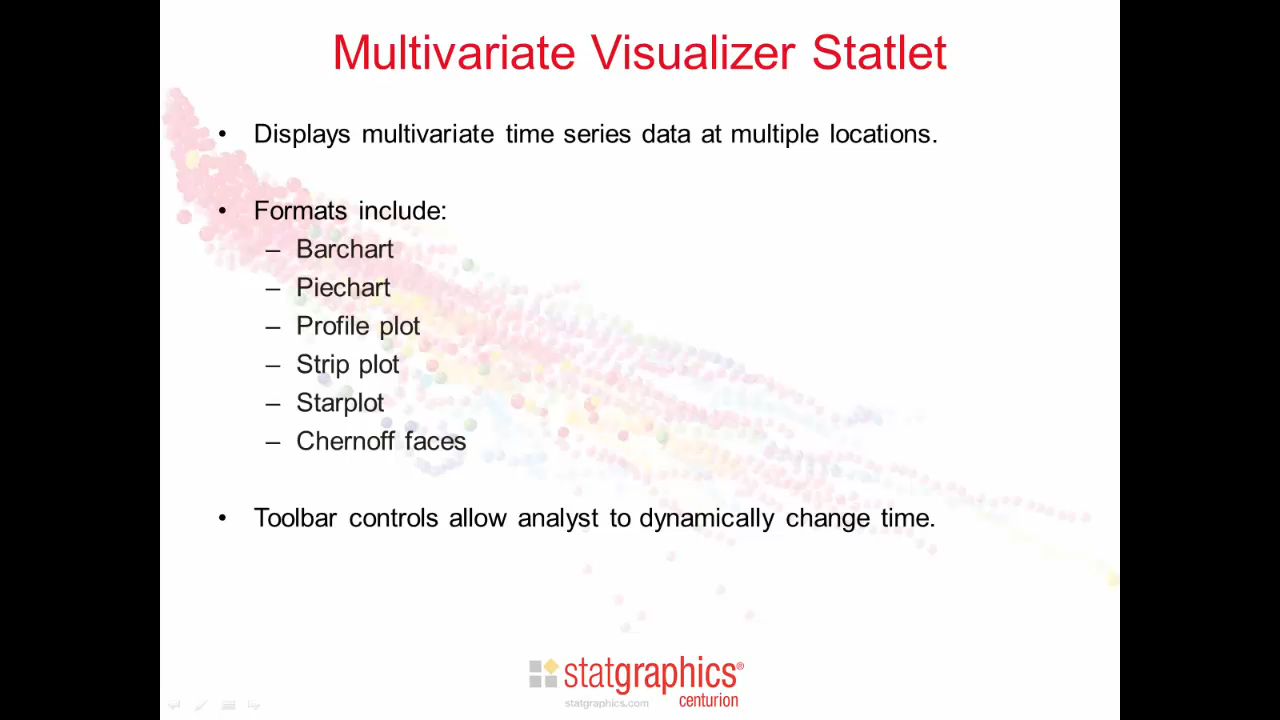 Multivariate Visualizer Statlet
• Displays multivariate time series data at multiple locations.
• Formats include:
– Barchart
– Piechart
– Profile plot
– Strip plot
– Starplot
– Chernoff faces
• Toolbar controls allow analyst to dynamically change time.
statgraphics®
centurion
statgraphics.com